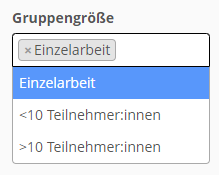 Gruppengröße
×Einzelarbeit
Einzelarbeit
<10 Teilnehmer:innen
>10 Teilnehmer:innen